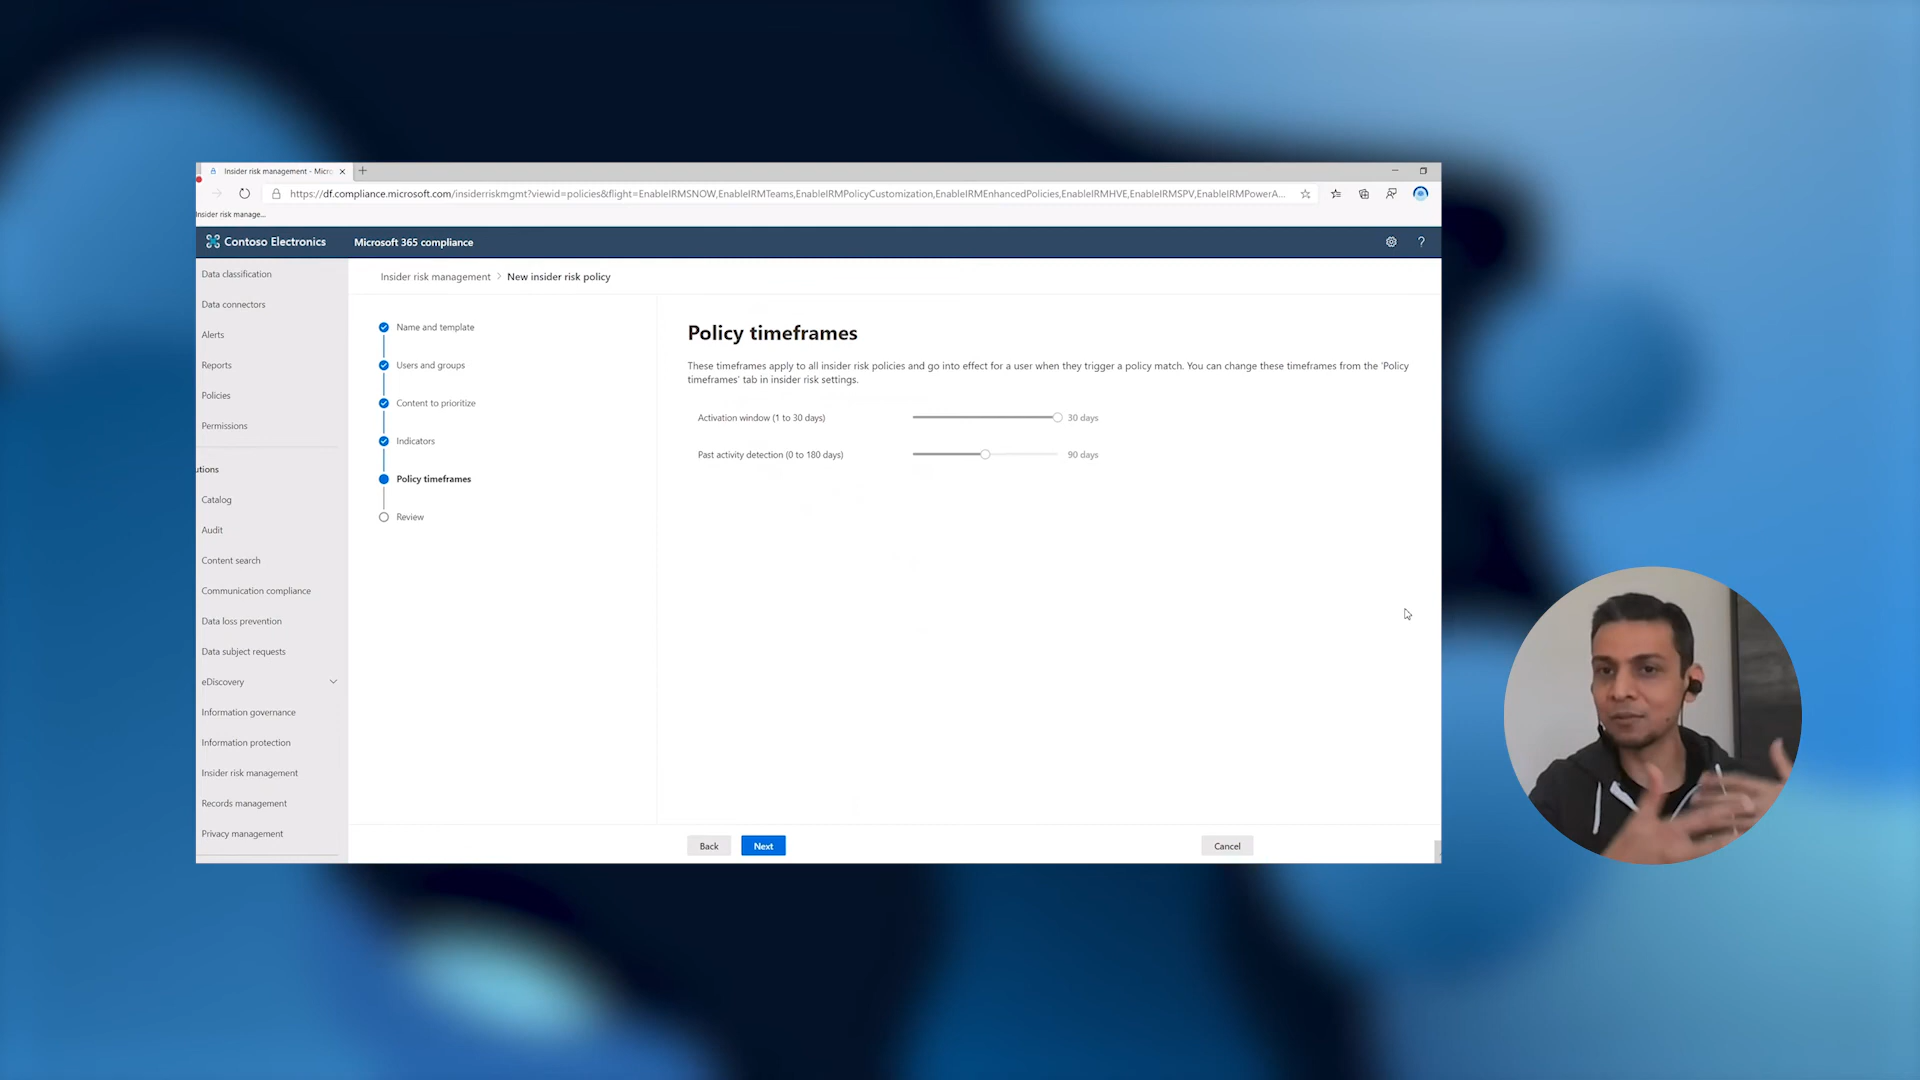 Insider risk management - Micro
https://df.compliance.microsoft.com/insiderriskmgmt?viewid=policies&flight=EnableIRMSNOW,EnableIRMTeams,EnableIRMPolicyCustomization,EnableIRMEnhancedPolicies,EnableIRMHVE,EnableIRMSPV,EnableIRMPowerA...
Insider risk manage...
Contoso Electronics
Microsoft 365 compliance
?
Data classification
Data connectors
Alerts
Reports
Policies
Permissions
utions
Catalog
Audit
Content search
Communication compliance
Data loss prevention
Data subject requests
eDiscovery
Information governance
Information protection
Insider risk management
Records management
Privacy management
Insider risk management > New insider risk policy
Name and template
Users and groups
Content to prioritize
Indicators
Policy timeframes
Review
Policy timeframes
These timeframes apply to all insider risk policies and go into effect for a user when they trigger a policy match. You can change these timeframes from the 'Policy
timeframes' tab in insider risk settings.
Activation window (1 to 30 days) 30 days
Past activity detection (0 to 180 days) 90 days
Back
Next
Cancel